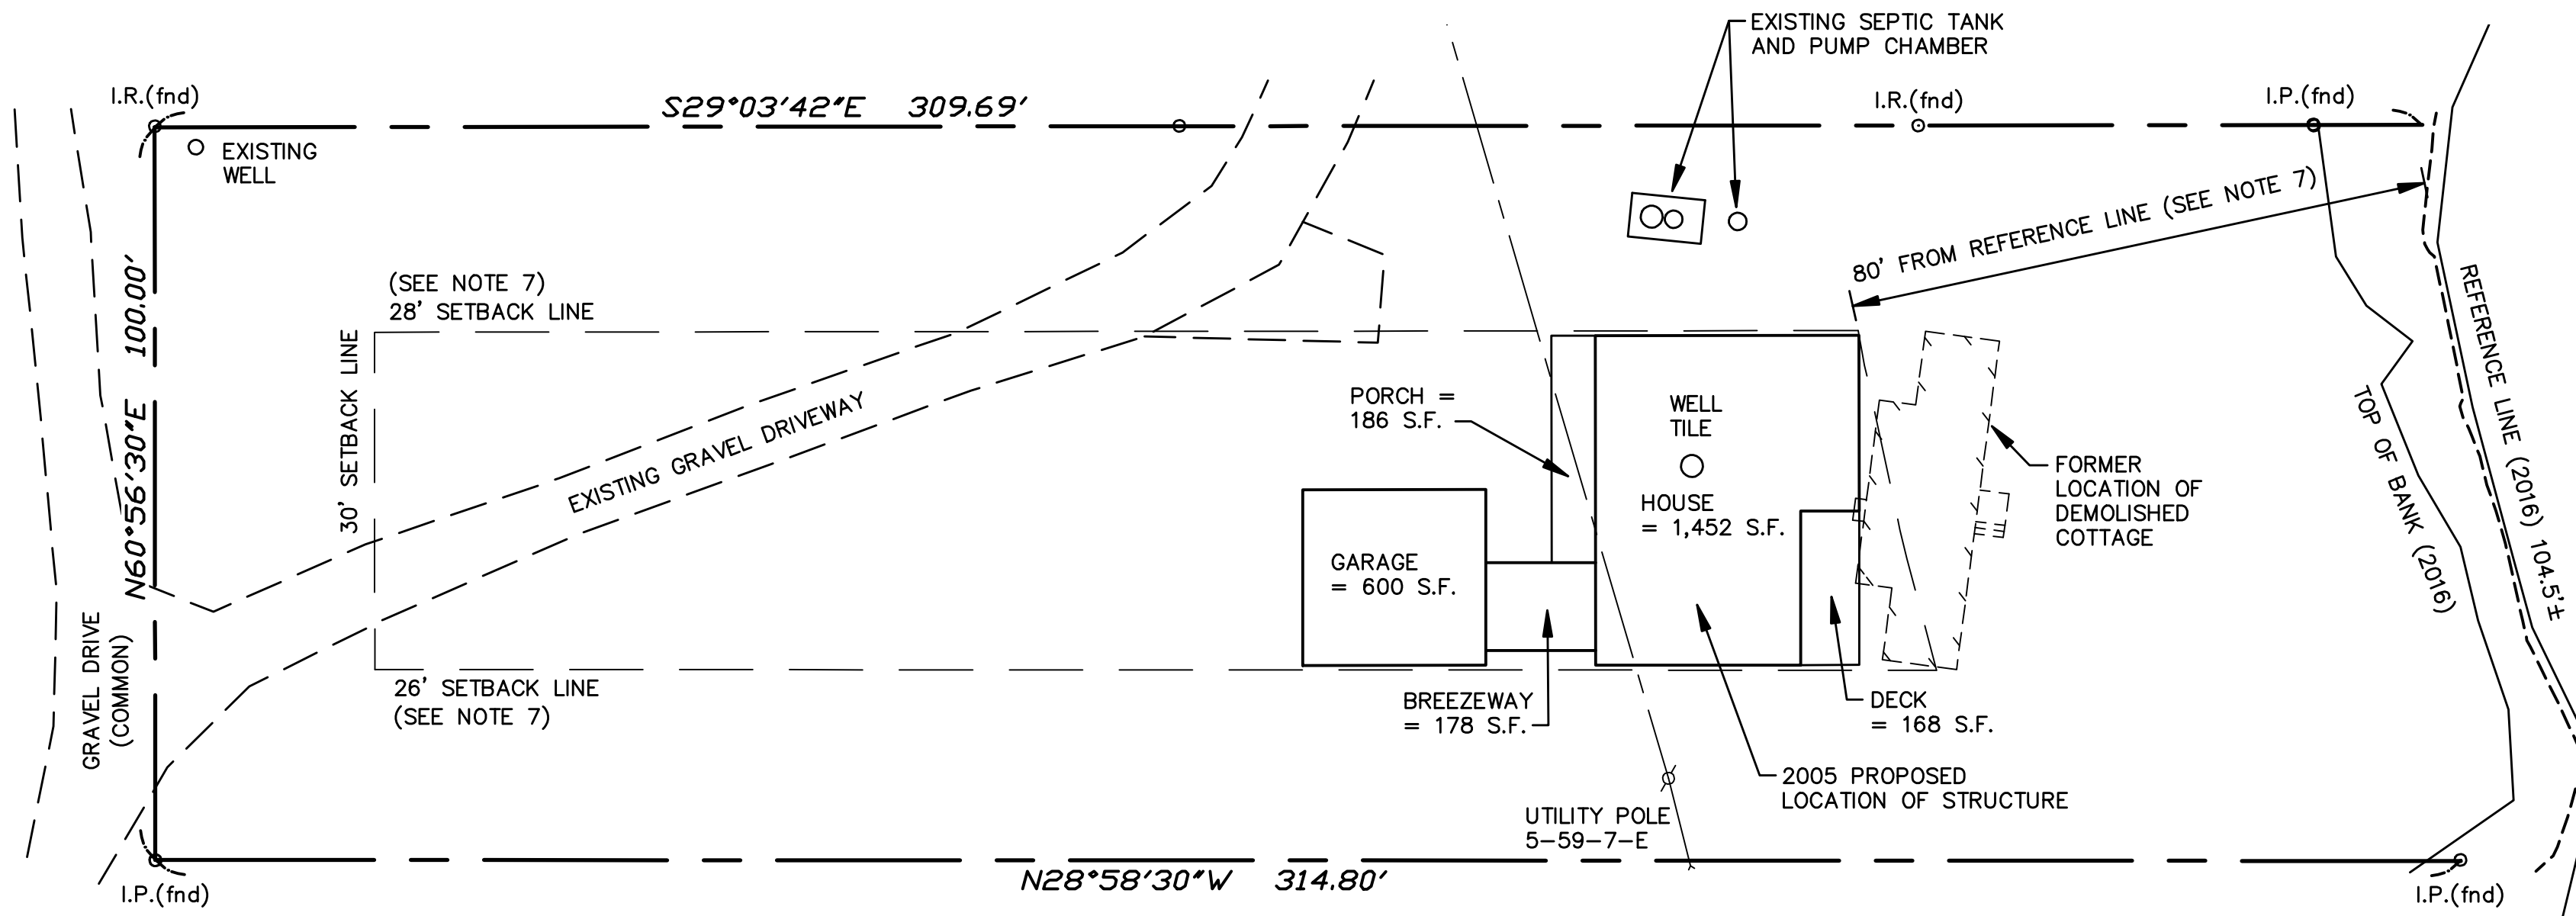 EXISTING SEPTIC TANK
AND PUMP CHAMBER
I.R.(fnd)
S29°03'42"E 309.69'
I.R.(fnd)
I.P.(fnd)
EXISTING
WELL
80' FROM REFERENCE LINE (SEE NOTE 7)
N60°56'30"E 100.00'
(SEE NOTE 7)
28' SETBACK LINE
30' SETBACK LINE
EXISTING GRAVEL DRIVEWAY
PORCH =
186 S.F.
WELL
TILE
HOUSE
= 1,452 S.F.
GARAGE
= 600 S.F.
FORMER
LOCATION OF
DEMOLISHED
COTTAGE
TOP OF BANK (2016)
REFERENCE LINE (2016) 104.5'±
GRAVEL DRIVE
(COMMON)
26' SETBACK LINE
(SEE NOTE 7)
BREEZEWAY
= 178 S.F.
DECK
= 168 S.F.
2005 PROPOSED
LOCATION OF STRUCTURE
UTILITY POLE
5-59-7-E
I.P.(fnd)
N28°58'30"W 314.80'
I.P.(fnd)